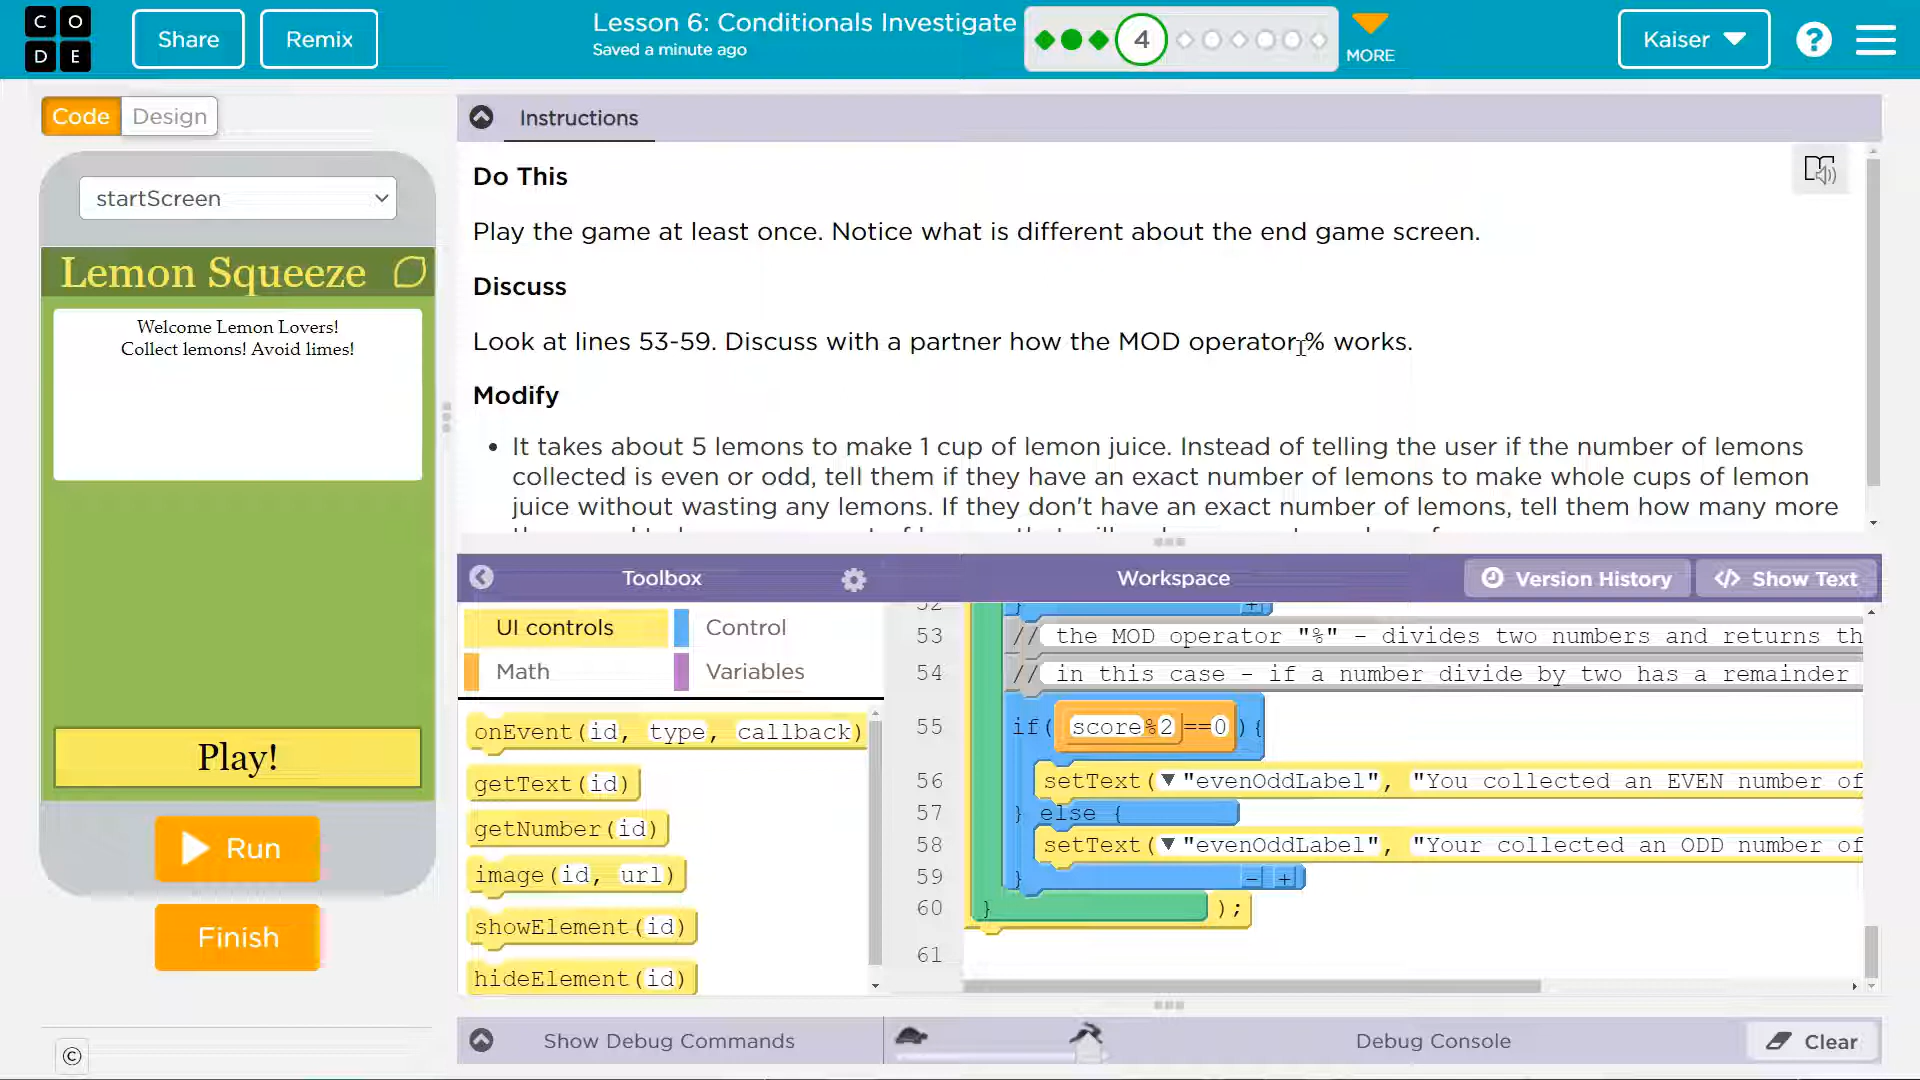 C O
D E
Share
Remix
Lesson 6: Conditionals Investigate
Saved a minute ago
4
MORE
Kaiser
?
Code
Design
startScreen
Lemon Squeeze
Welcome Lemon Lovers!
Collect lemons! Avoid limes!
Play!
Run
Finish
©
Instructions
Do This
Play the game at least once. Notice what is different about the end game screen.
Discuss
Look at lines 53-59. Discuss with a partner how the MOD operator % works.
Modify
• It takes about 5 lemons to make 1 cup of lemon juice. Instead of telling the user if the number of lemons
collected is even or odd, tell them if they have an exact number of lemons to make whole cups of lemon
juice without wasting any lemons. If they don't have an exact number of lemons, tell them how many more
Toolbox
Workspace
Version History
Show Text
UI controls
Control
Math
Variables
onEvent(id, type, callback)
getText(id)
getNumber(id)
image(id, url)
showElement(id)
hideElement(id)
52 } +
53 // the MOD operator "%" - divides two numbers and returns th
54 // in this case - if a number divide by two has a remainder
55 if( score%2 ==0 ){
56 setText(▼"evenOddLabel", "You collected an EVEN number of
57 } else {
58 setText(▼"evenOddLabel", "Your collected an ODD number of
59 } - +
60 } );
61
Show Debug Commands
Debug Console
Clear